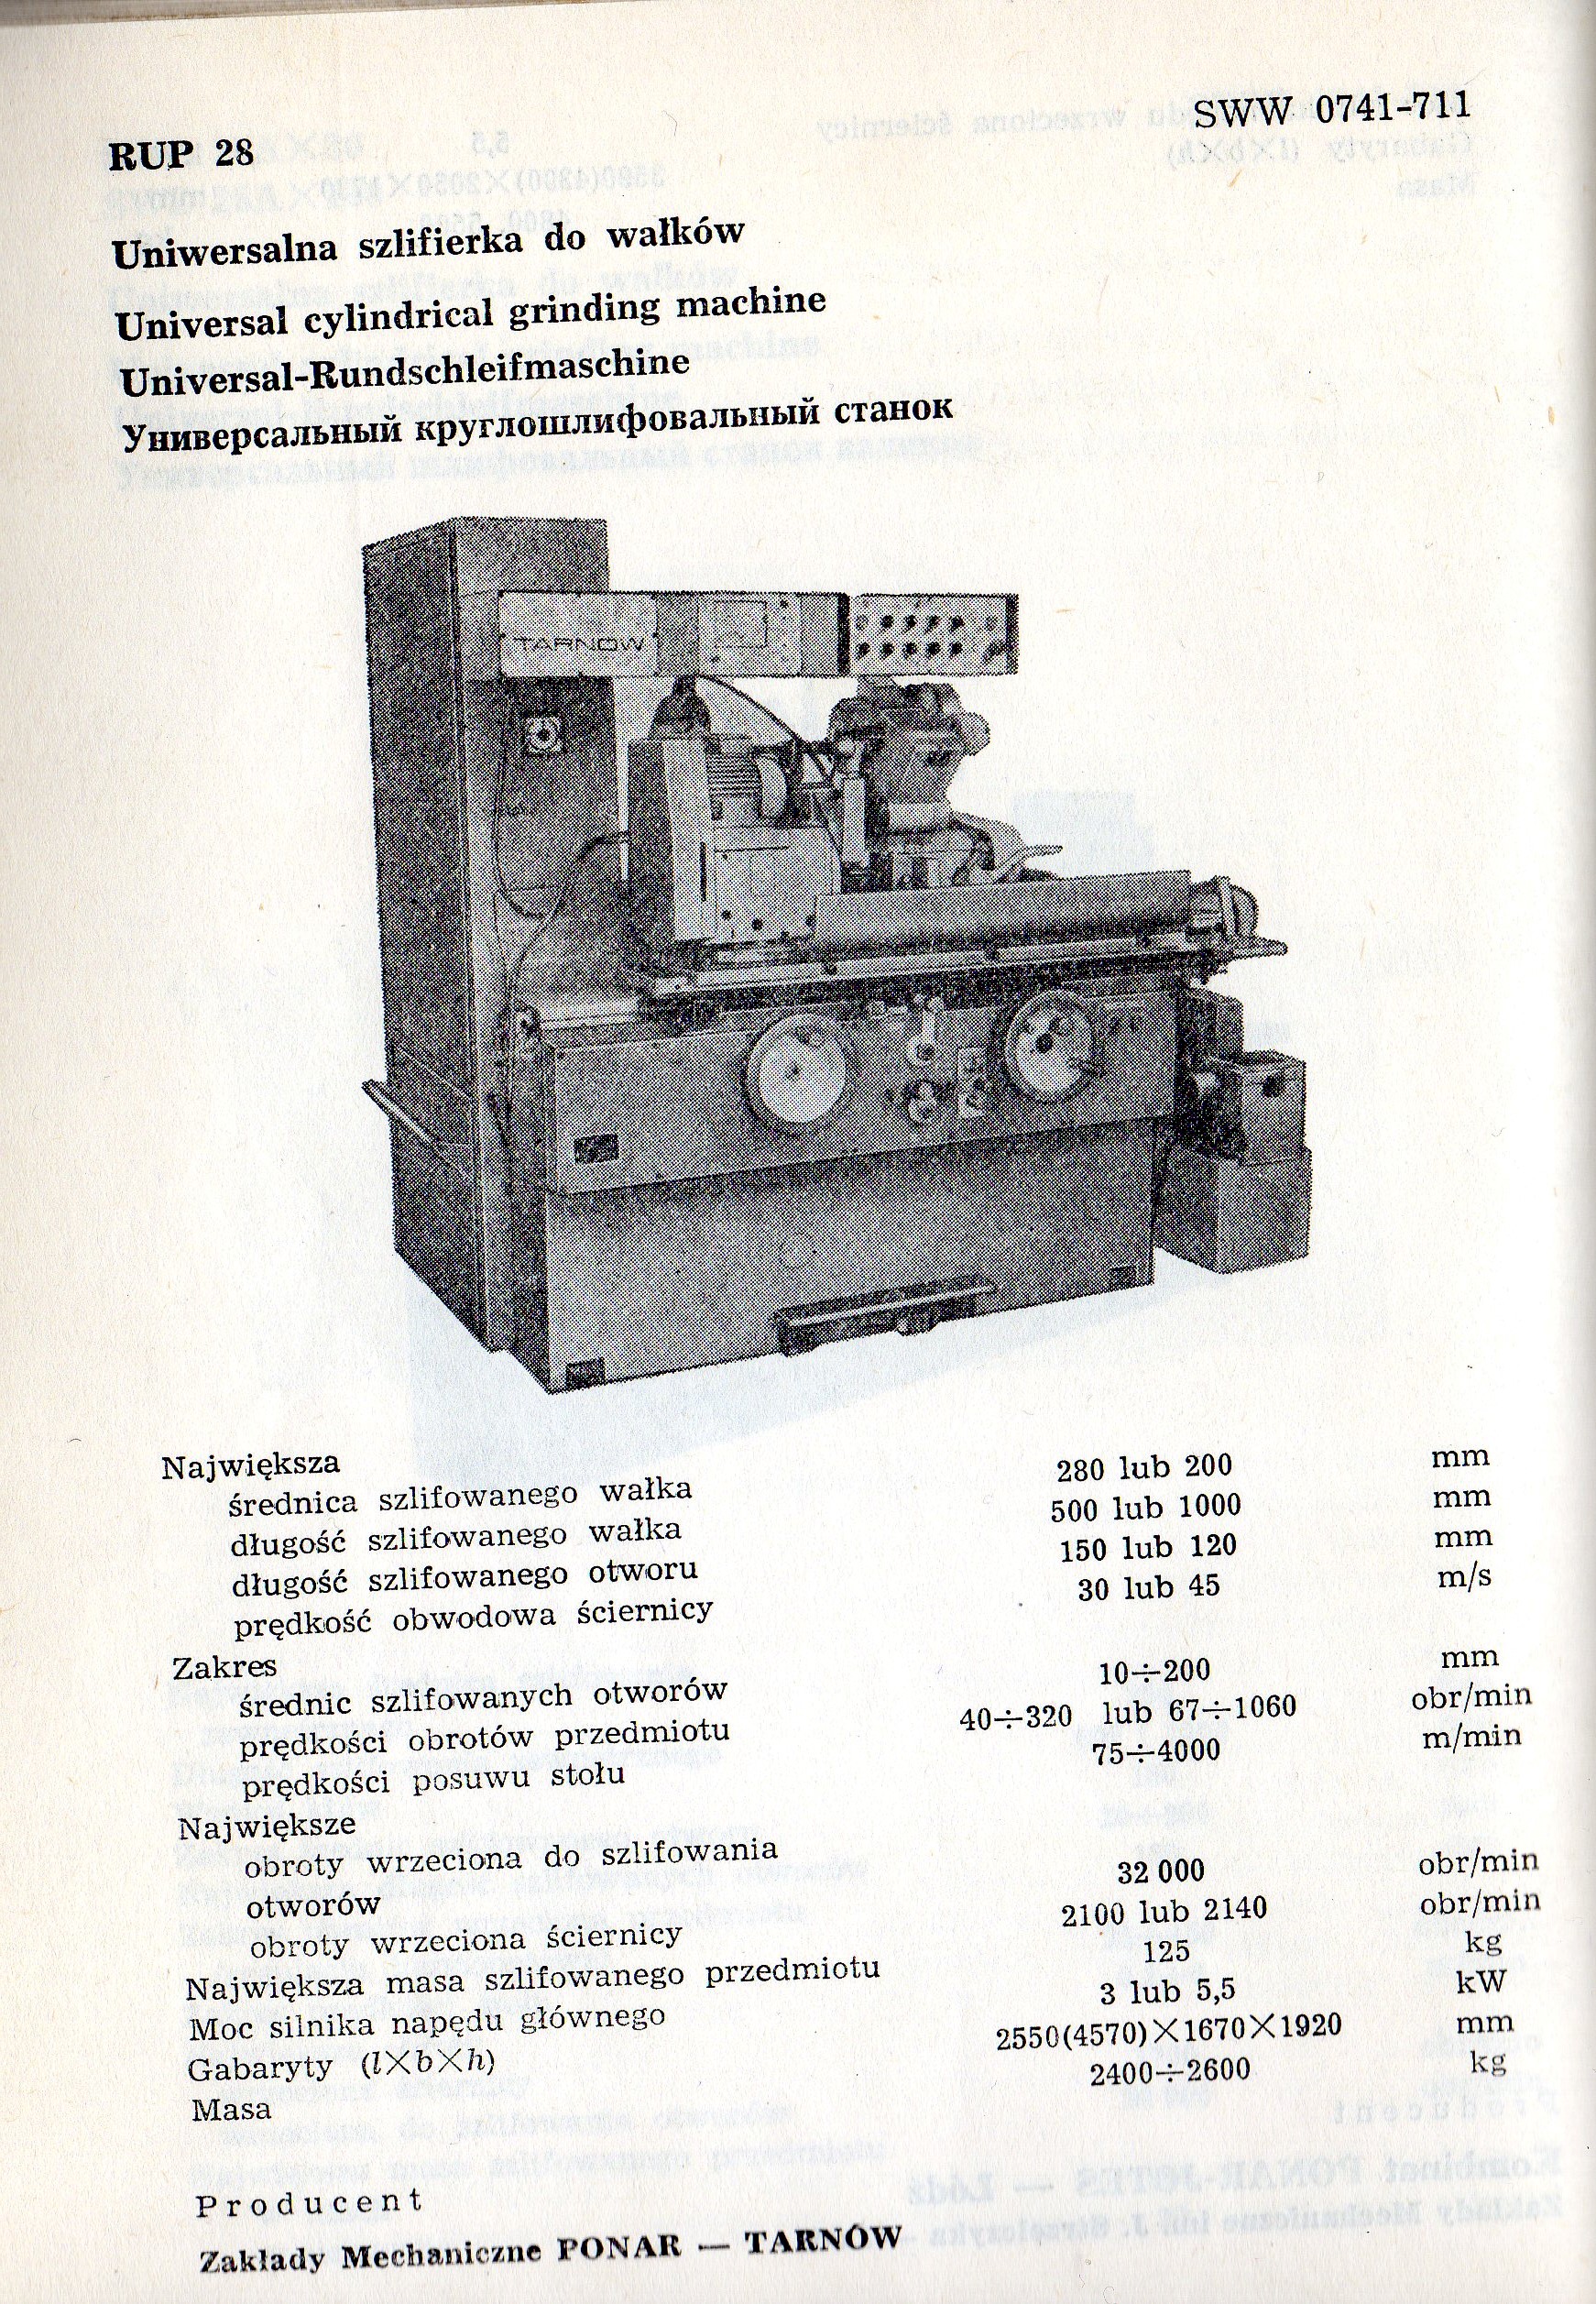 SWW 0741-711
RUP 28
Uniwersalna szlifierka do wałków
Universal cylindrical grinding machine
Universal-Rundschleifmaschine
Универсальный круглошлифовальный станок
TARNOW
Największa
średnica szlifowanego wałka 280 lub 200 mm
długość szlifowanego wałka 500 lub 1000 mm
długość szlifowanego otworu 150 lub 120 mm
prędkość obwodowa ściernicy 30 lub 45 m/s
Zakres
średnic szlifowanych otworów 10÷200 mm
prędkości obrotów przedmiotu 40÷320 lub 67÷1060 obr/min
prędkości posuwu stołu 75÷4000 m/min
Największe
obroty wrzeciona do szlifowania
otworów 32 000 obr/min
obroty wrzeciona ściernicy 2100 lub 2140 obr/min
Największa masa szlifowanego przedmiotu 125 kg
Moc silnika napędu głównego 3 lub 5,5 kW
Gabaryty (l×b×h) 2550(4570)×1670×1920 mm
Masa 2400÷2600 kg
Producent
Zakłady Mechaniczne PONAR — TARNÓW